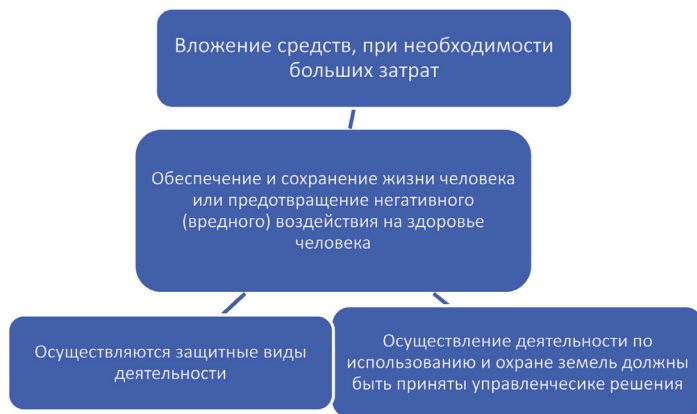 Вложение средств, при необходимости
больших затрат
Обеспечение и сохранение жизни человека
или предотвращение негативного
(вредного) воздействия на здоровье
человека
Осуществляются защитные виды
деятельности
Осуществление деятельности по
использованию и охране земель должны
быть приняты управленчесике решения